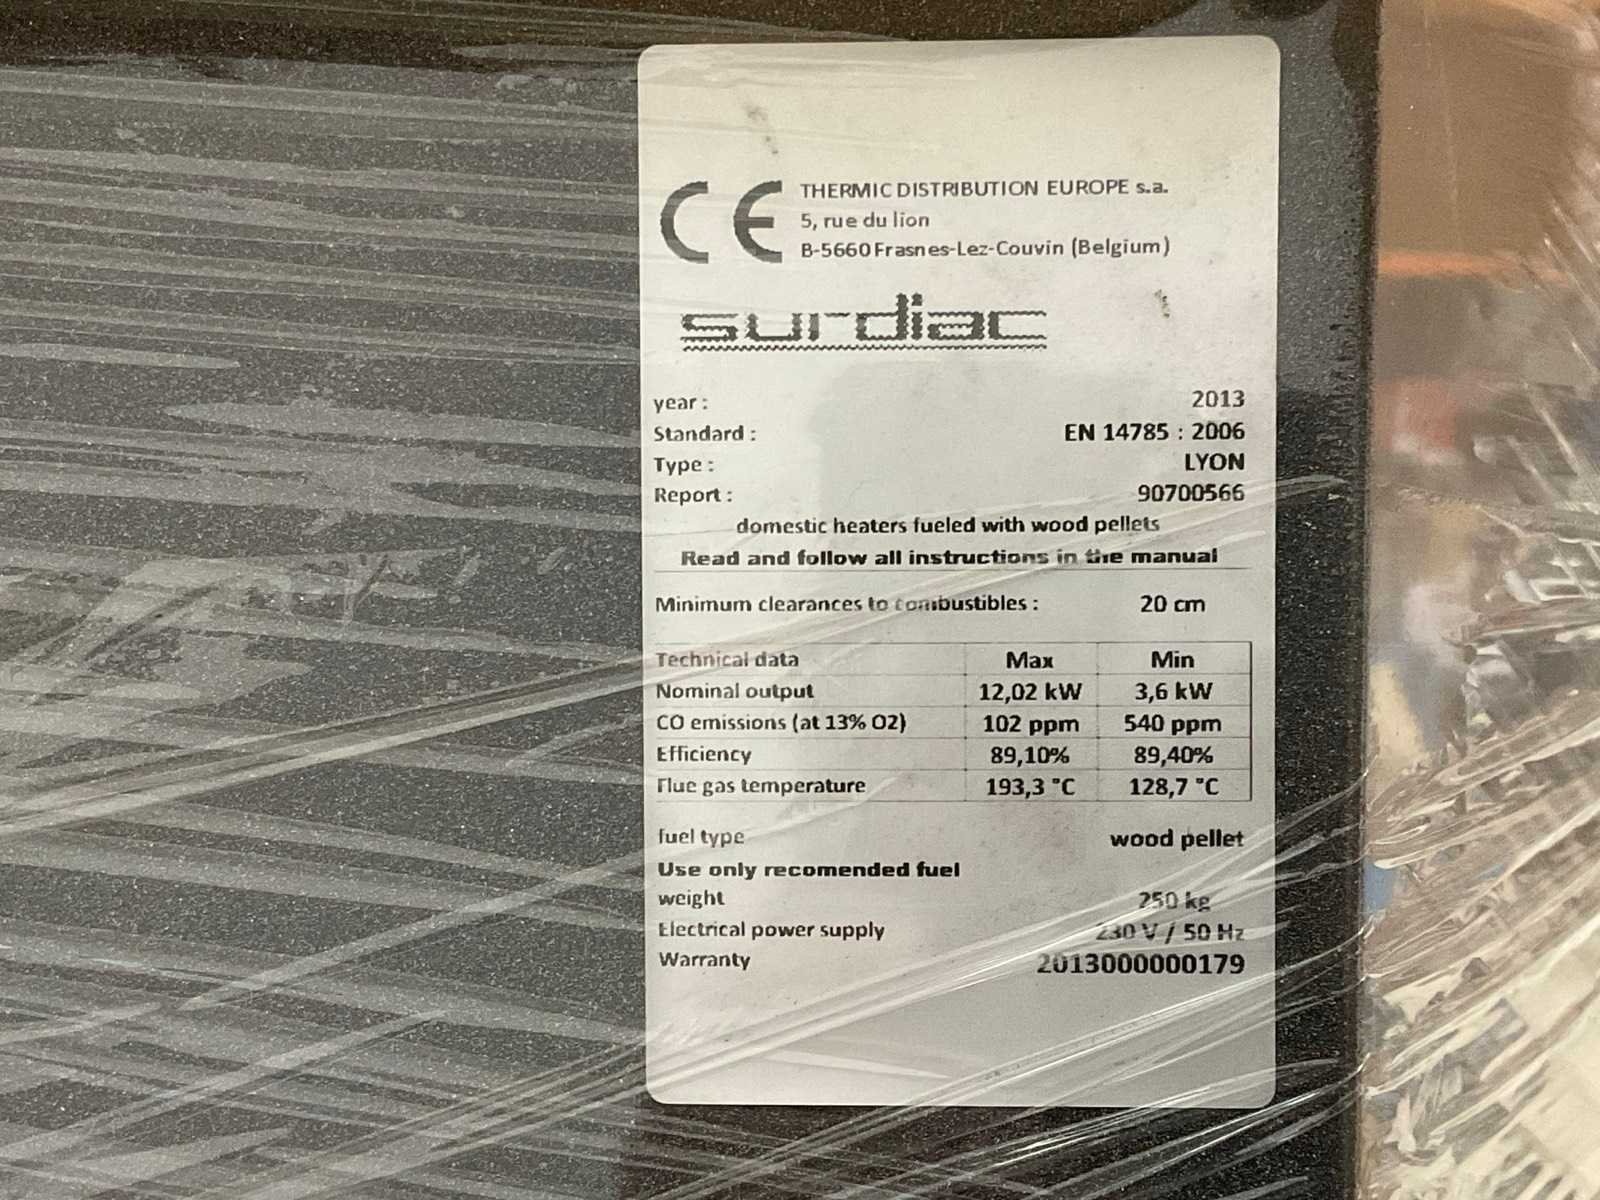 CE
THERMIC DISTRIBUTION EUROPE s.a.
5, rue du lion
B-5660 Frasnes-Lez-Couvin (Belgium)
surdiac
year : 2013
Standard : EN 14785 : 2006
Type : LYON
Report : 90700566
domestic heaters fueled with wood pellets
Read and follow all instructions in the manual
Minimum clearances to combustibles : 20 cm
Technical data Max Min
Nominal output 12,02 kW 3,6 kW
CO emissions (at 13% O2) 102 ppm 540 ppm
Efficiency 89,10% 89,40%
Flue gas temperature 193,3 °C 128,7 °C
fuel type wood pellet
Use only recomended fuel
weight 250 kg
Electrical power supply 230 V / 50 Hz
Warranty 2013000000179